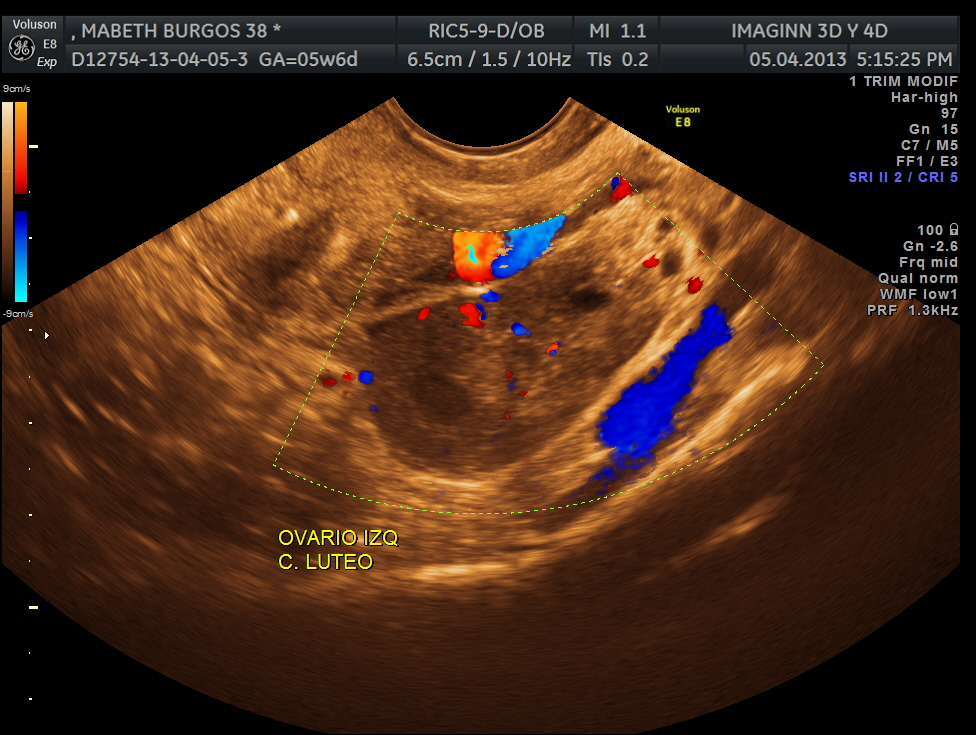 Voluson
E8
Exp
, MABETH BURGOS 38 *
RIC5-9-D/OB
MI 1.1
IMAGINN 3D Y 4D
D12754-13-04-05-3 GA=05w6d
6.5cm / 1.5 / 10Hz
TIs 0.2
05.04.2013 5:15:25 PM
9cm/s
-9cm/s
Voluson
E8
1 TRIM MODIF
Har-high
97
Gn 15
C7 / M5
FF1 / E3
SRI II 2 / CRI 5
100
Gn -2.6
Frq mid
Qual norm
WMF low1
PRF 1.3kHz
OVARIO IZQ
C. LUTEO